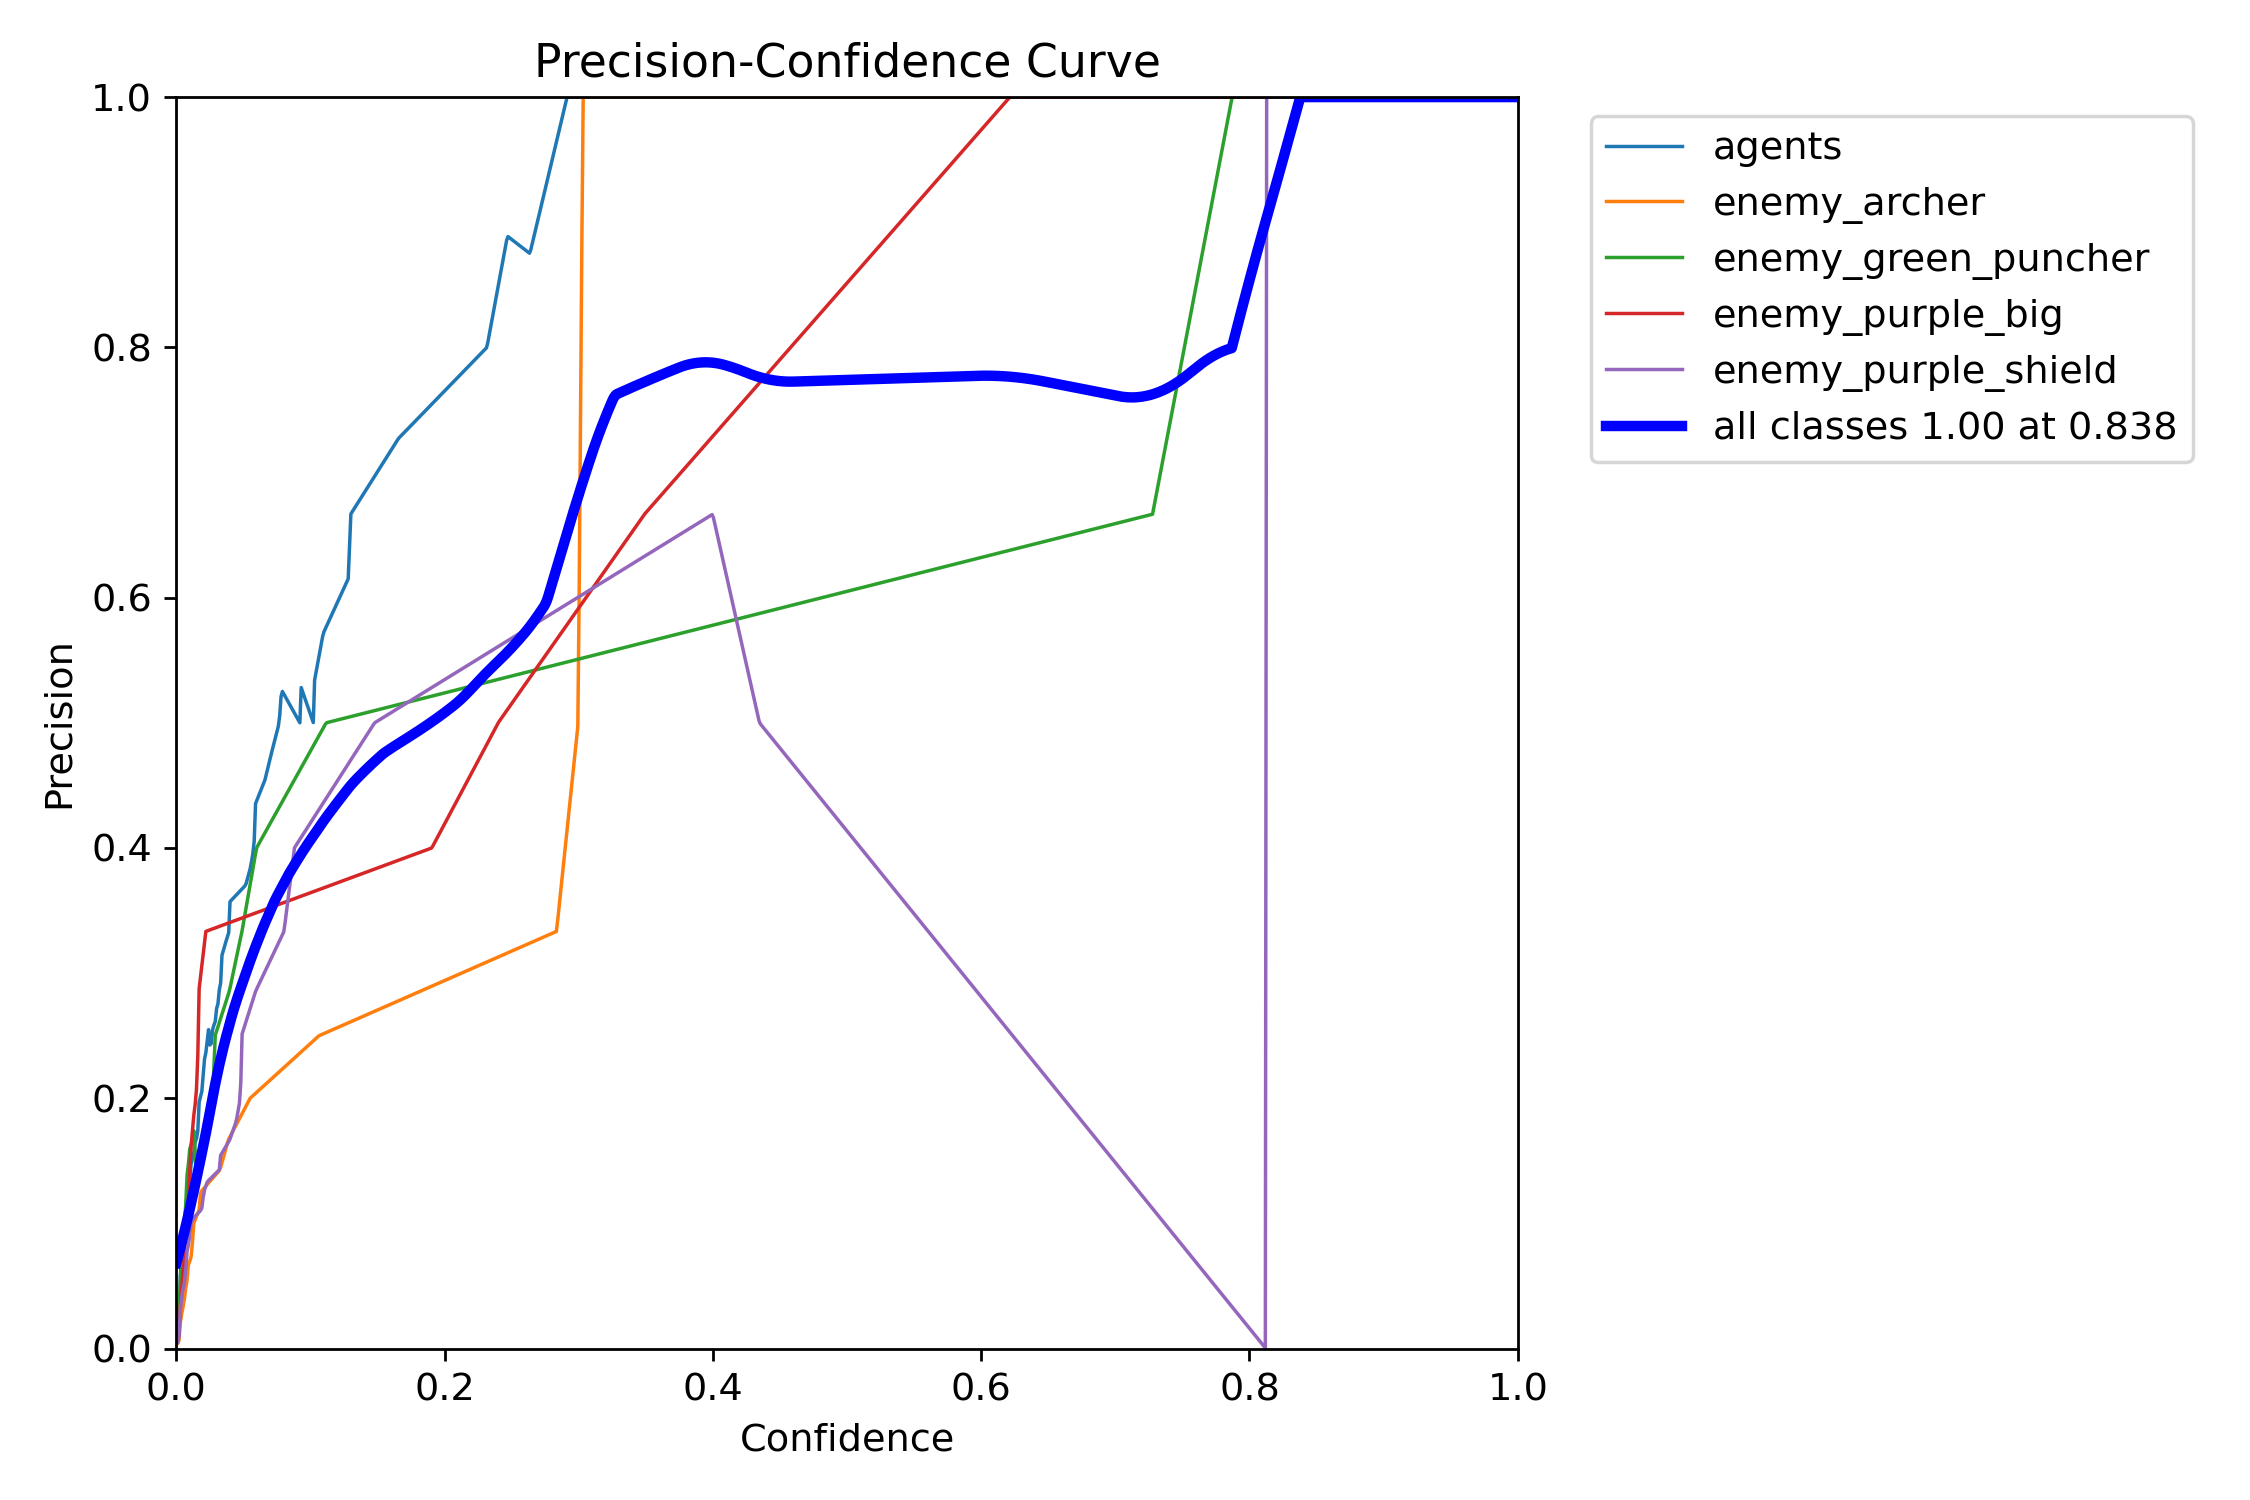 Precision-Confidence Curve
1.0
0.8
0.6
0.4
0.2
0.0
Precision
0.0 0.2 0.4 0.6 0.8 1.0
Confidence
agents
enemy_archer
enemy_green_puncher
enemy_purple_big
enemy_purple_shield
all classes 1.00 at 0.838